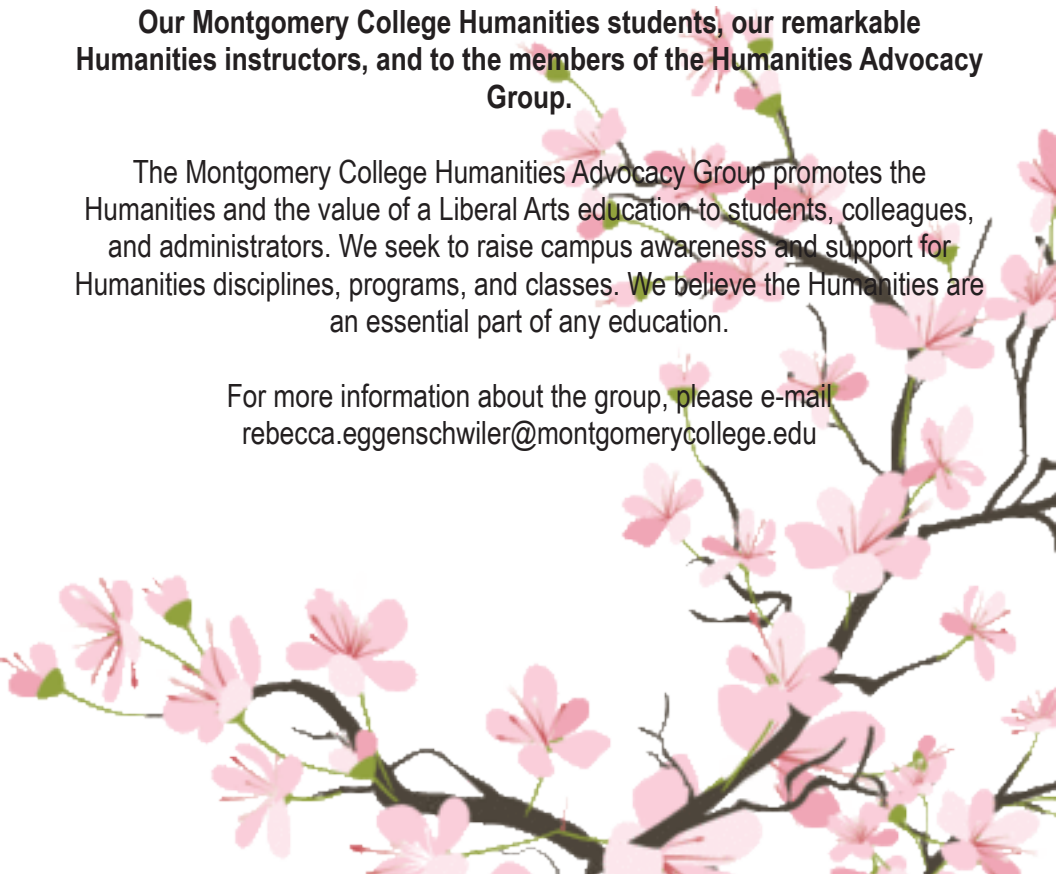 Our Montgomery College Humanities students, our remarkable
Humanities instructors, and to the members of the Humanities Advocacy
Group.
The Montgomery College Humanities Advocacy Group promotes the
Humanities and the value of a Liberal Arts education to students, colleagues,
and administrators. We seek to raise campus awareness and support for
Humanities disciplines, programs, and classes. We believe the Humanities are
an essential part of any education.
For more information about the group, please e-mail
rebecca.eggenschwiler@montgomerycollege.edu